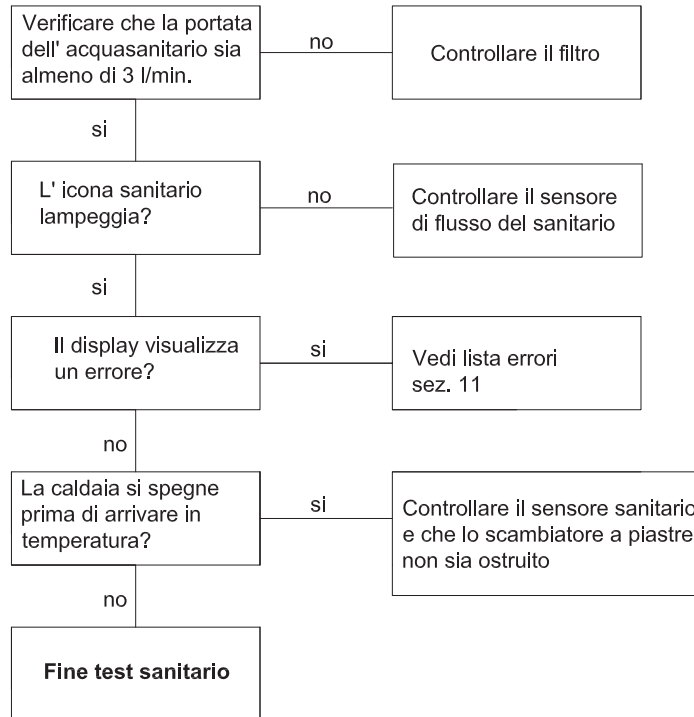 Verificare che la portata
dell' acquasanitario sia
almeno di 3 l/min.
no
Controllare il filtro
si
L' icona sanitario
lampeggia?
no
Controllare il sensore
di flusso del sanitario
si
Il display visualizza
un errore?
si
Vedi lista errori
sez. 11
no
La caldaia si spegne
prima di arrivare in
temperatura?
si
Controllare il sensore sanitario
e che lo scambiatore a piastre
non sia ostruito
no
Fine test sanitario